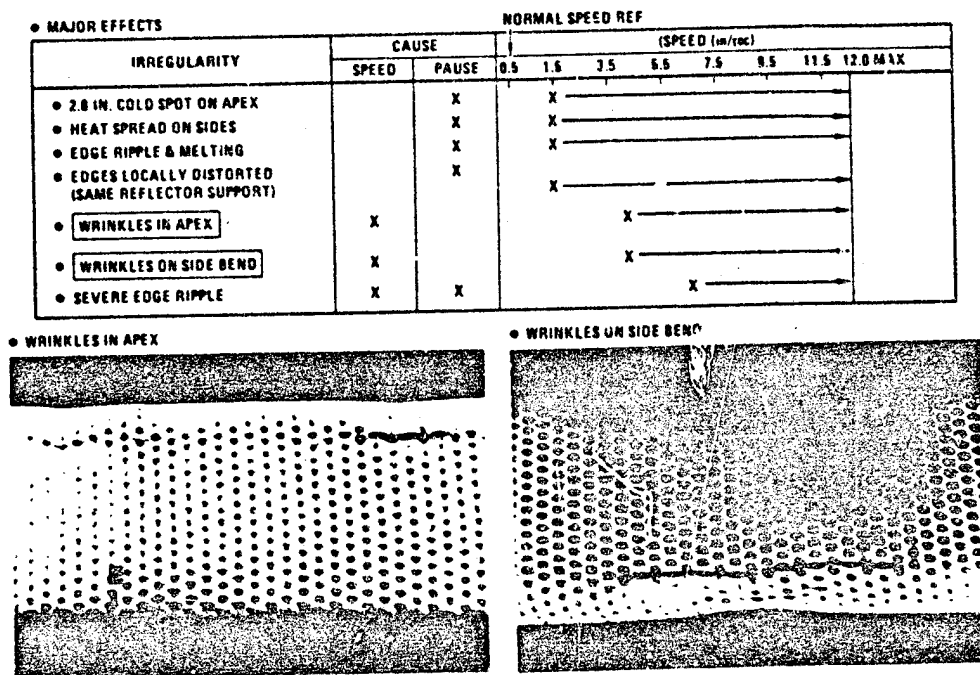 ● MAJOR EFFECTS
NORMAL SPEED REF
IRREGULARITY
CAUSE
(SPEED (in/sec)
SPEED PAUSE 0.5 1.5 3.5 5.5 7.5 9.5 11.5 12.0 MAX
● 2.8 IN. COLD SPOT ON APEX X X
● HEAT SPREAD ON SIDES X X
● EDGE RIPPLE & MELTING X X
● EDGES LOCALLY DISTORTED X
(SAME REFLECTOR SUPPORT) X
● WRINKLES IN APEX X X
● WRINKLES ON SIDE BEND X X
● SEVERE EDGE RIPPLE X X X
● WRINKLES IN APEX
● WRINKLES ON SIDE BEND